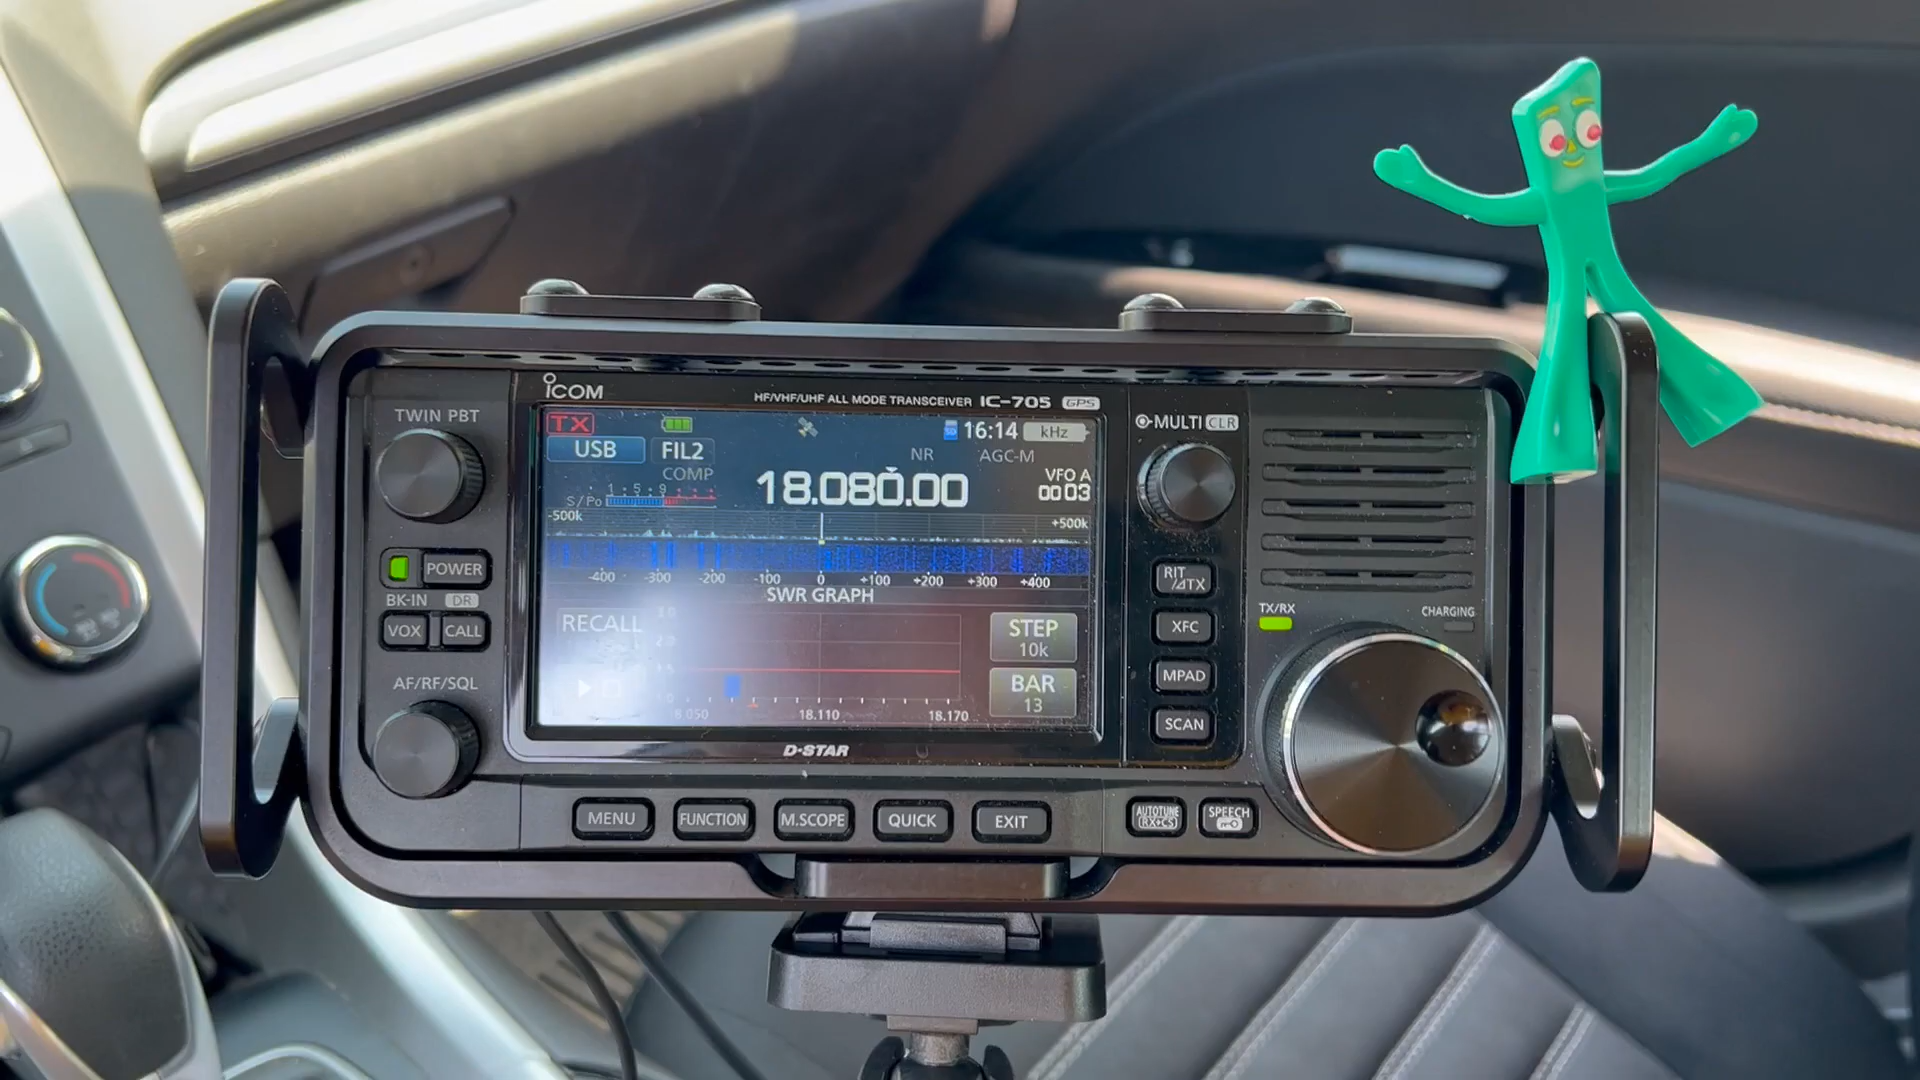 ICOM
HF/VHF/UHF ALL MODE TRANSCEIVER IC-705 GPS
TWIN PBT
MULTI CLR
TX
16:14 kHz
USB FIL2
NR AGC-M
COMP
18.080.00
VFO A
0003
1 5 9
S/Po
-500k +500k
-400 -300 -200 -100 0 +100 +200 +300 +400
SWR GRAPH
RECALL
STEP
10k
BAR
13
18.110 18.170
D-STAR
POWER
BK-IN DR
VOX CALL
AF/RF/SQL
RIT
/⊿TX
XFC
MPAD
SCAN
TX/RX CHARGING
MENU FUNCTION M.SCOPE QUICK EXIT
AUTOTUNE
RX▸CS
SPEECH